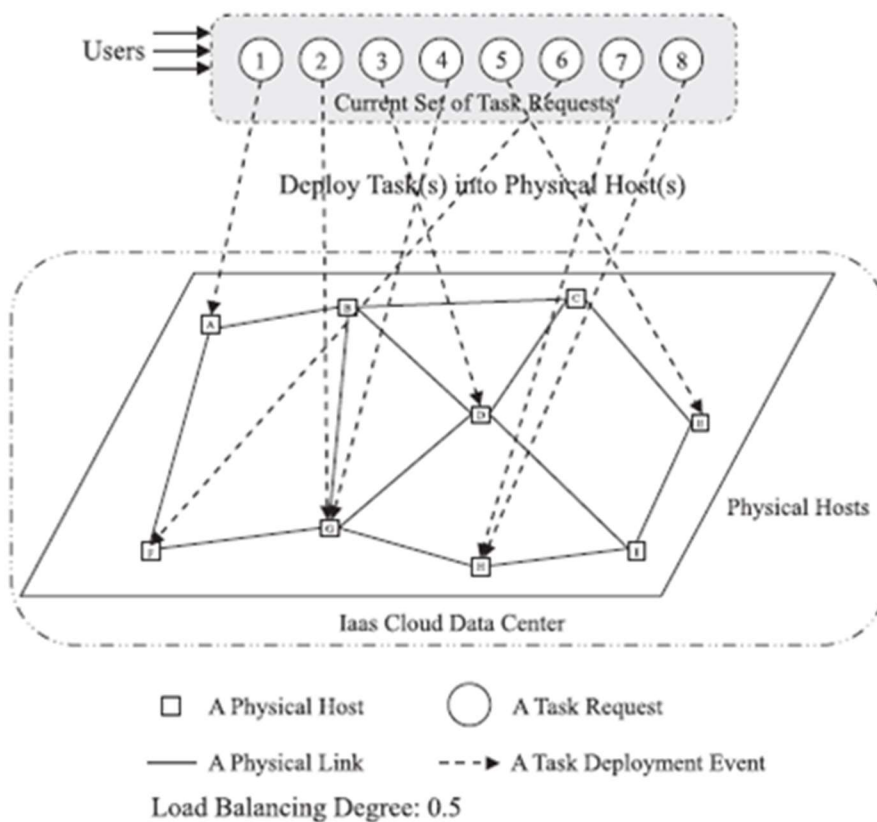 Users
1 2 3 4 5 6 7 8
Current Set of Task Requests
Deploy Task(s) into Physical Host(s)
C
B
A
D
Physical Hosts
G
F
H
Iaas Cloud Data Center
A Physical Host
A Task Request
A Physical Link
A Task Deployment Event
Load Balancing Degree: 0.5